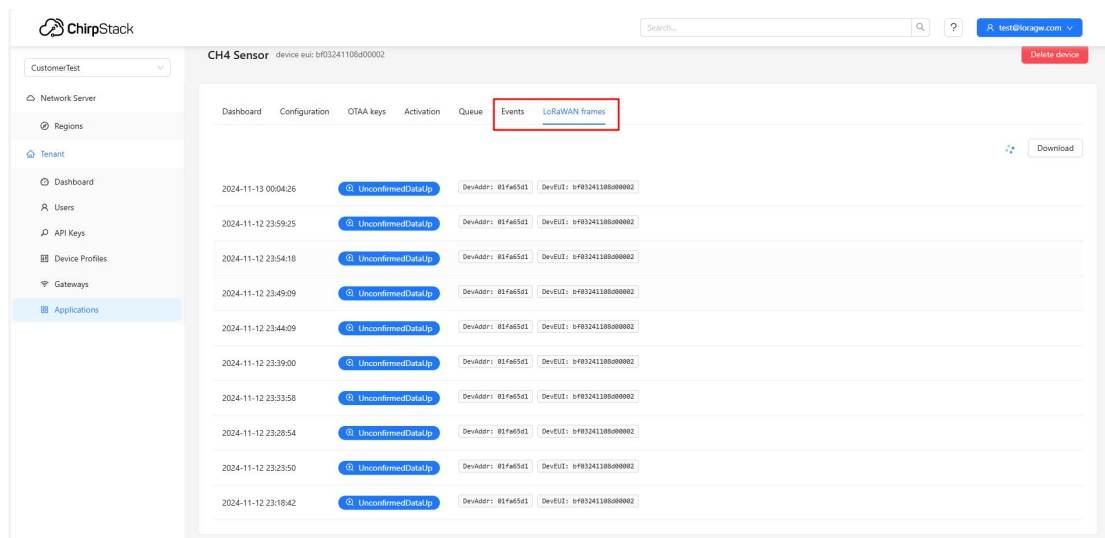 ChirpStack
Search...
?
test@loragw.com
CustomerTest
Network Server
Regions
Tenant
Dashboard
Users
API Keys
Device Profiles
Gateways
Applications
CH4 Sensor device eui: bf03241108d00002
Delete device
Dashboard Configuration OTAA keys Activation Queue Events LoRaWAN frames
Download
2024-11-13 00:04:26 UnconfirmedDataUp DevAddr: 01fa65d1 DevEUI: bf03241108d00002
2024-11-12 23:59:25 UnconfirmedDataUp DevAddr: 01fa65d1 DevEUI: bf03241108d00002
2024-11-12 23:54:18 UnconfirmedDataUp DevAddr: 01fa65d1 DevEUI: bf03241108d00002
2024-11-12 23:49:09 UnconfirmedDataUp DevAddr: 01fa65d1 DevEUI: bf03241108d00002
2024-11-12 23:44:09 UnconfirmedDataUp DevAddr: 01fa65d1 DevEUI: bf03241108d00002
2024-11-12 23:39:00 UnconfirmedDataUp DevAddr: 01fa65d1 DevEUI: bf03241108d00002
2024-11-12 23:33:58 UnconfirmedDataUp DevAddr: 01fa65d1 DevEUI: bf03241108d00002
2024-11-12 23:28:54 UnconfirmedDataUp DevAddr: 01fa65d1 DevEUI: bf03241108d00002
2024-11-12 23:23:50 UnconfirmedDataUp DevAddr: 01fa65d1 DevEUI: bf03241108d00002
2024-11-12 23:18:42 UnconfirmedDataUp DevAddr: 01fa65d1 DevEUI: bf03241108d00002